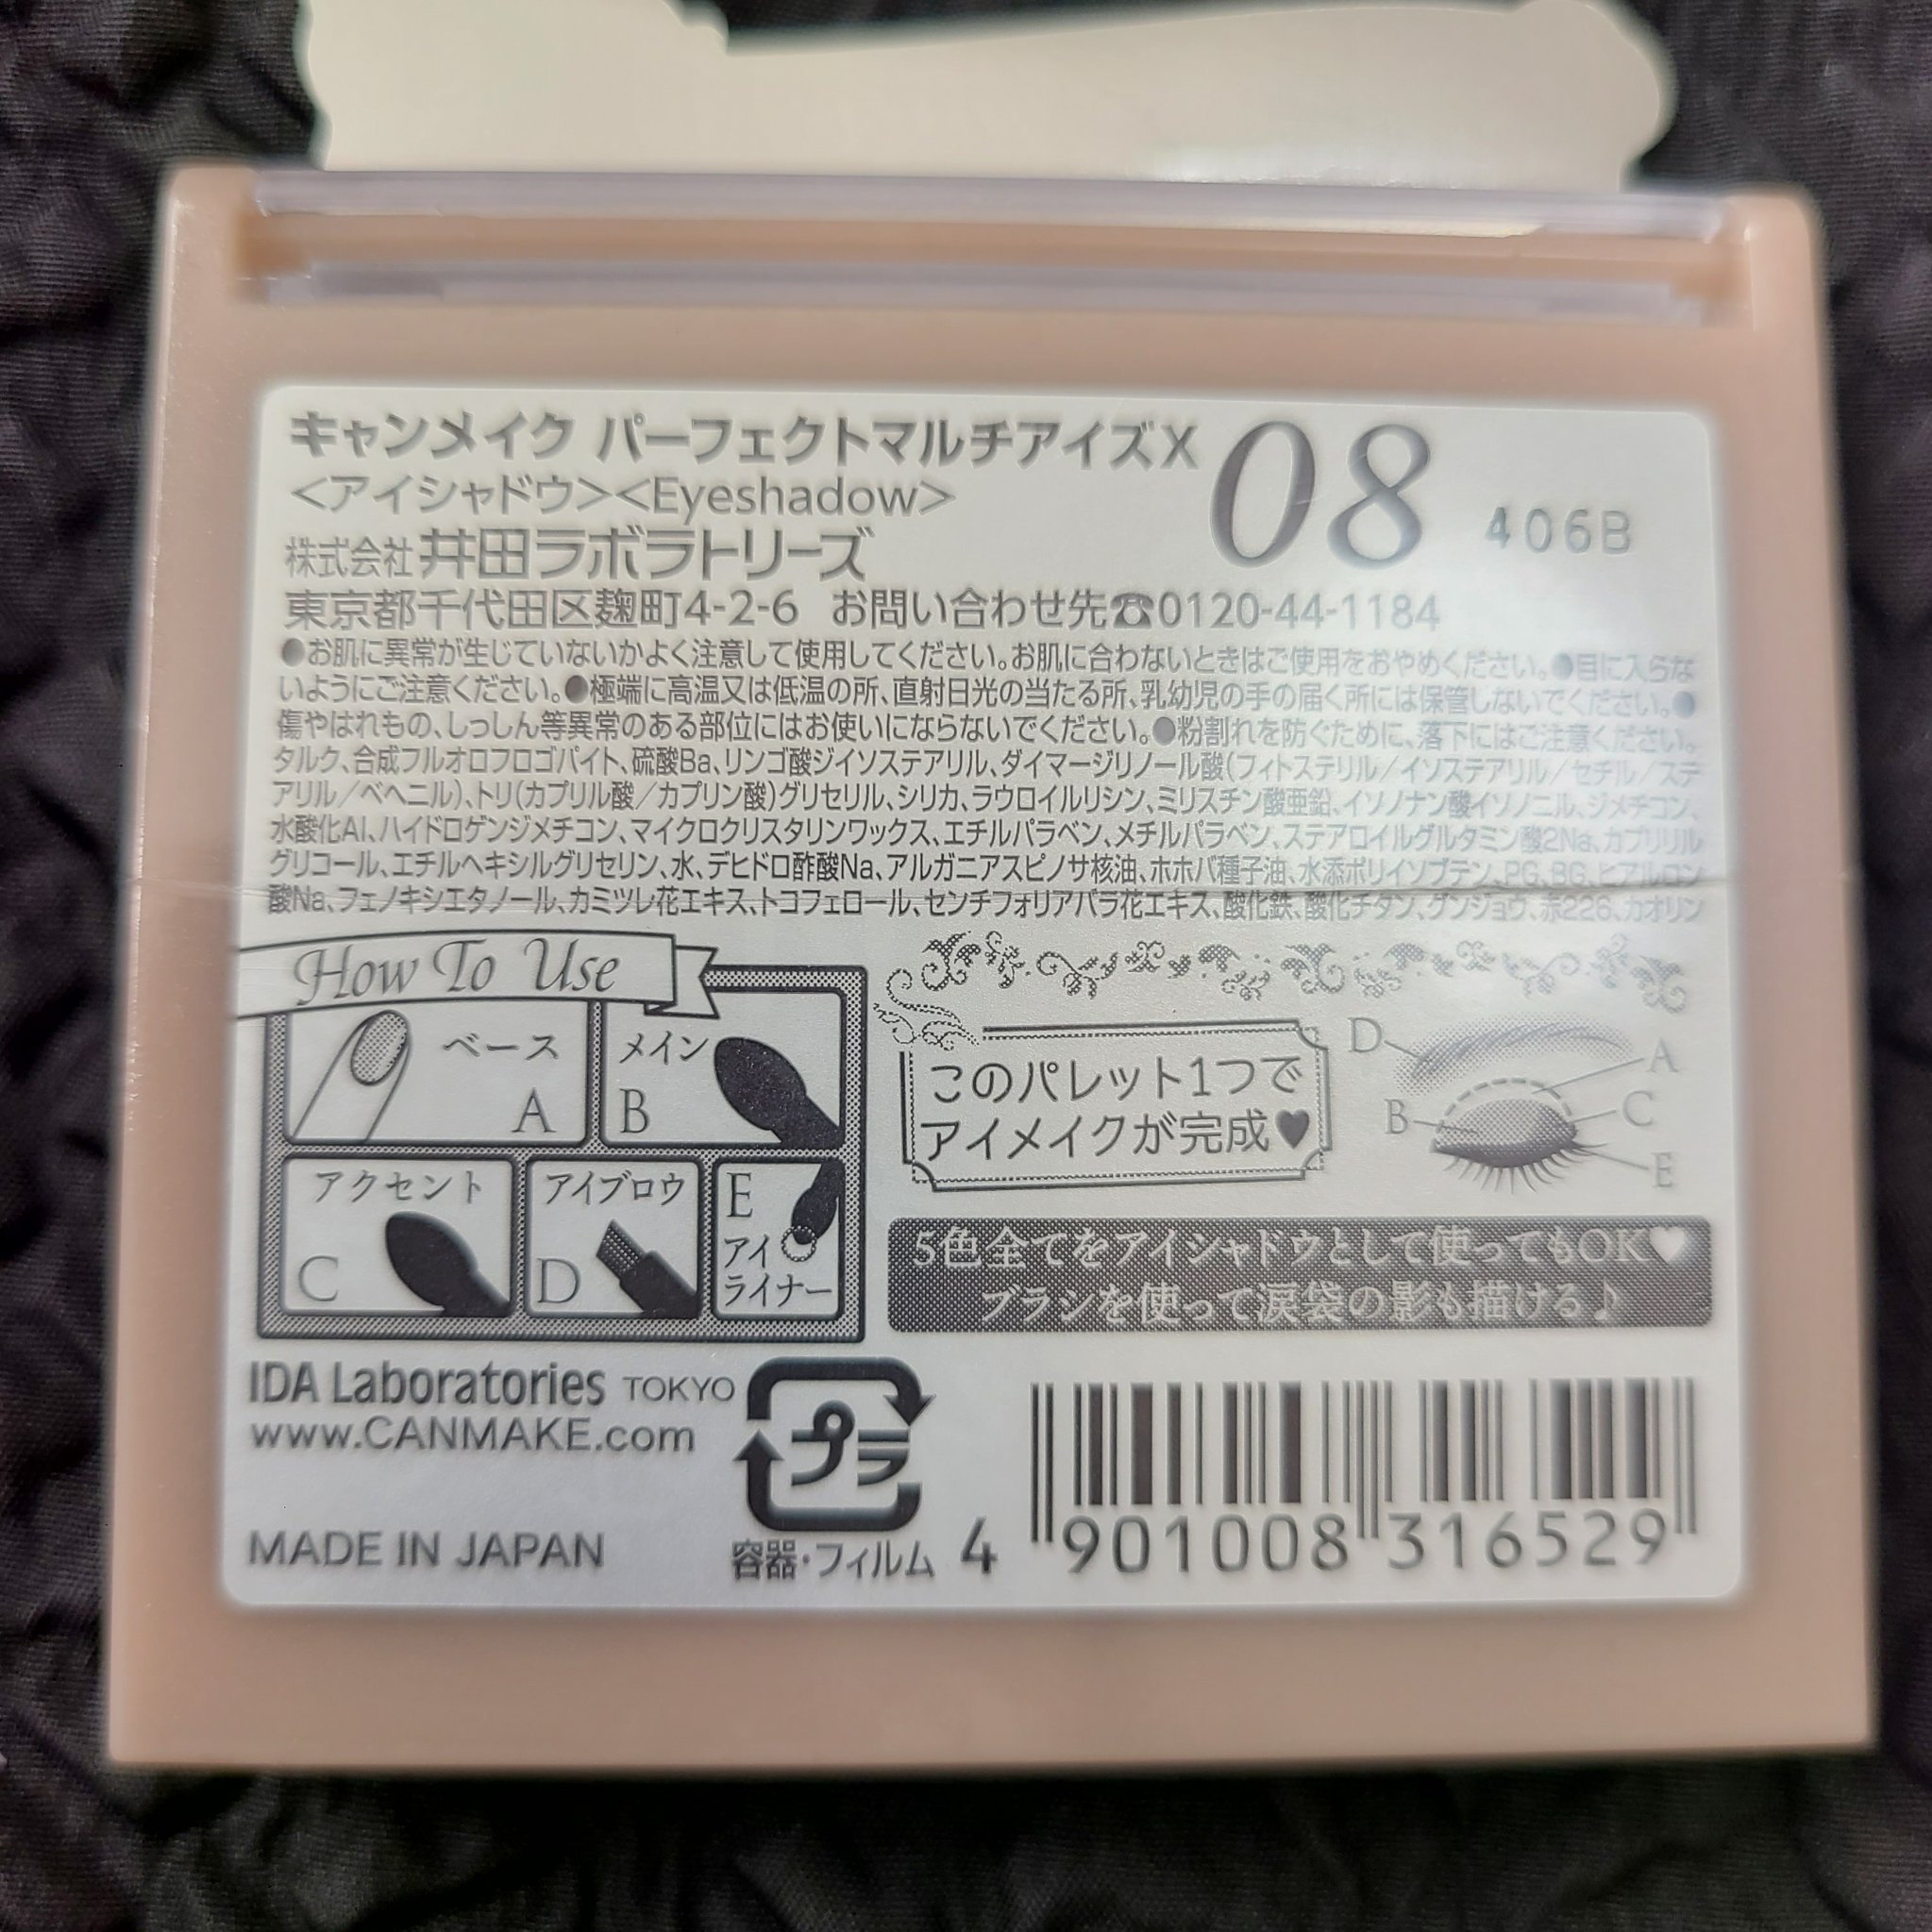 キャンメイク パーフェクトマルチアイズX 08 406B
<アイシャドウ><Eyeshadow>
株式会社 井田ラボラトリーズ
東京都千代田区麹町4-2-6 お問い合わせ先☎0120-44-1184
●お肌に異常が生じていないかよく注意して使用してください。お肌に合わないときはご使用をおやめください。●目に入らな
いようにご注意ください。●極端に高温又は低温の所、直射日光の当たる所、乳幼児の手の届く所には保管しないでください。●
傷やはれもの、しっしん等異常のある部位にはお使いにならないでください。●粉割れを防ぐために、落下にはご注意ください。
タルク、合成フルオロフロゴパイト、硫酸Ba、リンゴ酸ジイソステアリル、ダイマージリノール酸(フィトステリル/イソステアリル/セチル/ステ
アリル/ベヘニル)、トリ(カプリル酸/カプリン酸)グリセリル、シリカ、ラウロイルリシン、ミリスチン酸亜鉛、イソノナン酸イソノニル、ジメチコン、
水酸化Al、ハイドロゲンジメチコン、マイクロクリスタリンワックス、エチルパラベン、メチルパラベン、ステアロイルグルタミン酸2Na、カプリリル
グリコール、エチルヘキシルグリセリン、水、デヒドロ酢酸Na、アルガニアスピノサ核油、ホホバ種子油、水添ポリイソブテン、PG、BG、ヒアルロン
酸Na、フェノキシエタノール、カミツレ花エキス、トコフェロール、センチフォリアバラ花エキス、酸化鉄、酸化チタン、グンジョウ、赤226、カオリン
How To Use
ベース
A
メイン
B
アクセント
C
アイブロウ
D
E
アイ
ライナー
このパレット1つで
アイメイクが完成♥
D
A
B
C
E
5色全てをアイシャドウとして使ってもOK♥
ブラシを使って涙袋の影も描ける♪
IDA Laboratories TOKYO
www.CANMAKE.com
MADE IN JAPAN
プラ
容器・フィルム
4 901008 316529